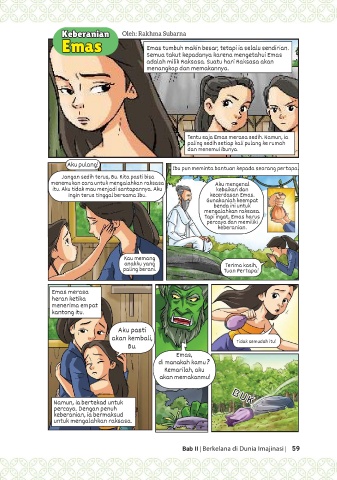 Keberanian
Emas
Oleh: Rakhma Subarna
Emas tumbuh makin besar, tetapi ia selalu sendirian.
Semua takut kepadanya karena mengetahui Emas
adalah milik Raksasa. Suatu hari Raksasa akan
menangkap dan memakannya.
Tentu saja Emas merasa sedih. Namun, ia
paling sedih setiap kali pulang ke rumah
dan menemui ibunya.
Aku pulang!
Jangan sedih terus, Bu. Kita pasti bisa
menemukan cara untuk mengalahkan raksasa
itu. Aku tidak mau menjadi santapannya. Aku
ingin terus tinggal bersama Ibu.
Kau memang
anakku yang
paling berani.
Ibu pun meminta bantuan kepada seorang pertapa.
Aku mengenal
kebaikan dan
kecerdasan Emas.
Gunakanlah keempat
benda ini untuk
mengalahkan raksasa.
Tapi ingat, Emas harus
percaya dan memiliki
keberanian.
Terima kasih,
Tuan Pertapa.
Emas merasa
heran ketika
menerima empat
kantong itu.
Aku pasti
akan kembali,
Bu.
Namun, ia bertekad untuk
percaya. Dengan penuh
keberanian, ia bermaksud
untuk mengalahkan raksasa.
Emas,
di manakah kamu?
Kemarilah, aku
akan memakanmu!
Tidak semudah itu!
BUK
Bab II | Berkelana di Dunia Imajinasi | 59